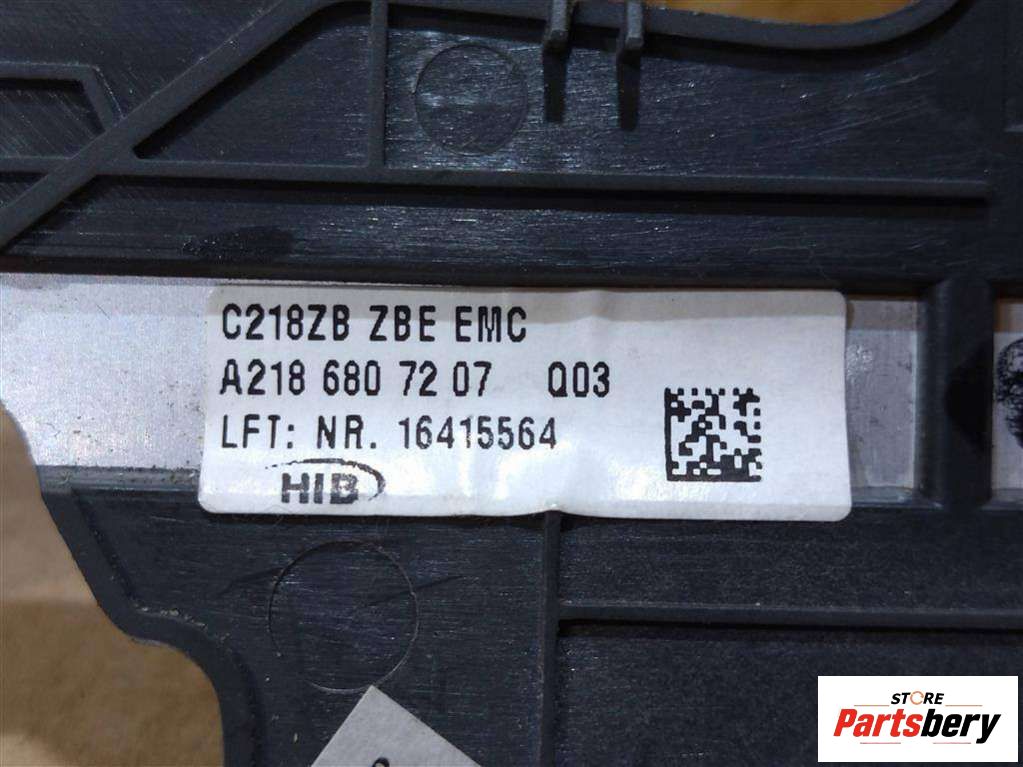 C218ZB ZBE EMC
A218 680 72 07 Q03
LFT: NR. 16415564
HIB
STORE
Partsbery